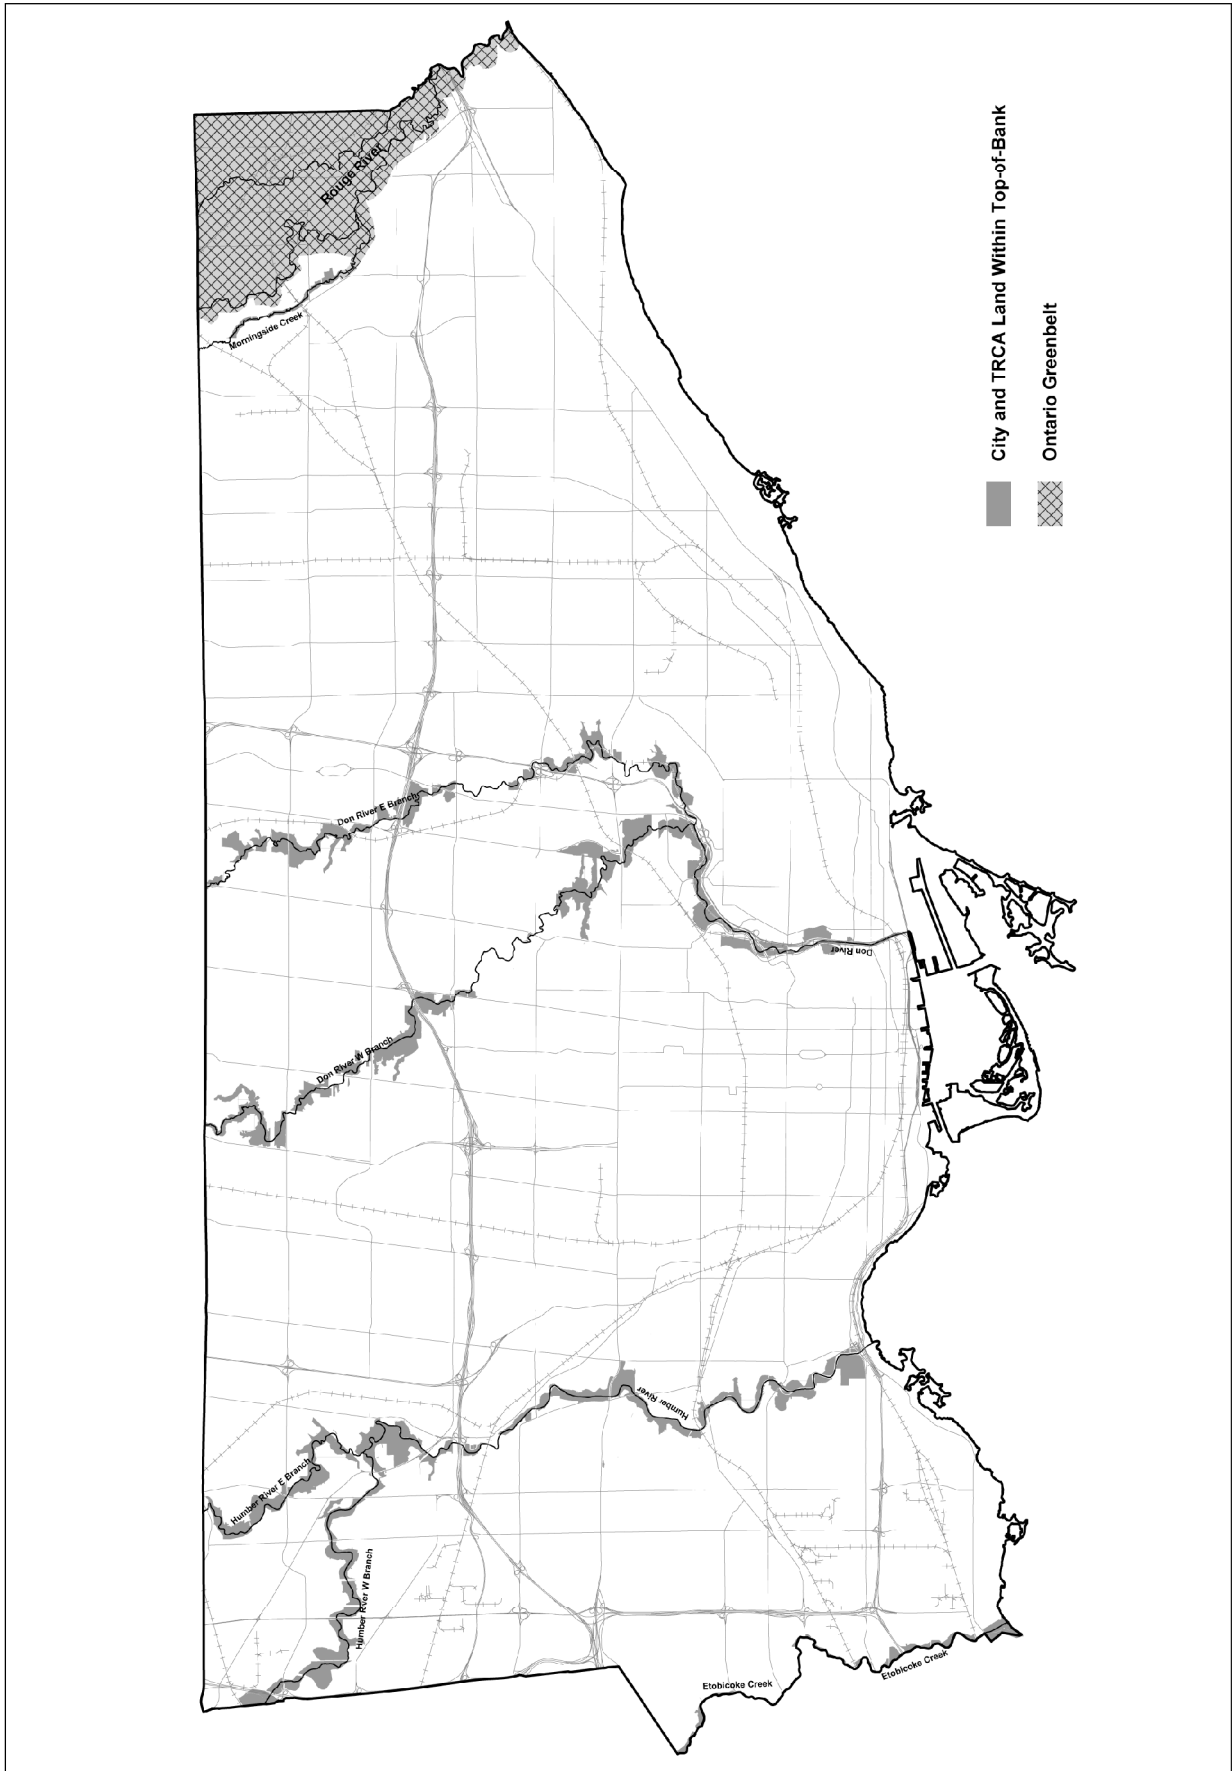 City and TRCA Land Within Top-of-Bank
Ontario Greenbelt
Rouge River
Morningside Creek
Don River E Branch
Don River W Branch
Don River
Humber River
Humber River E Branch
Humber River W Branch
Etobicoke Creek
Etobicoke Creek